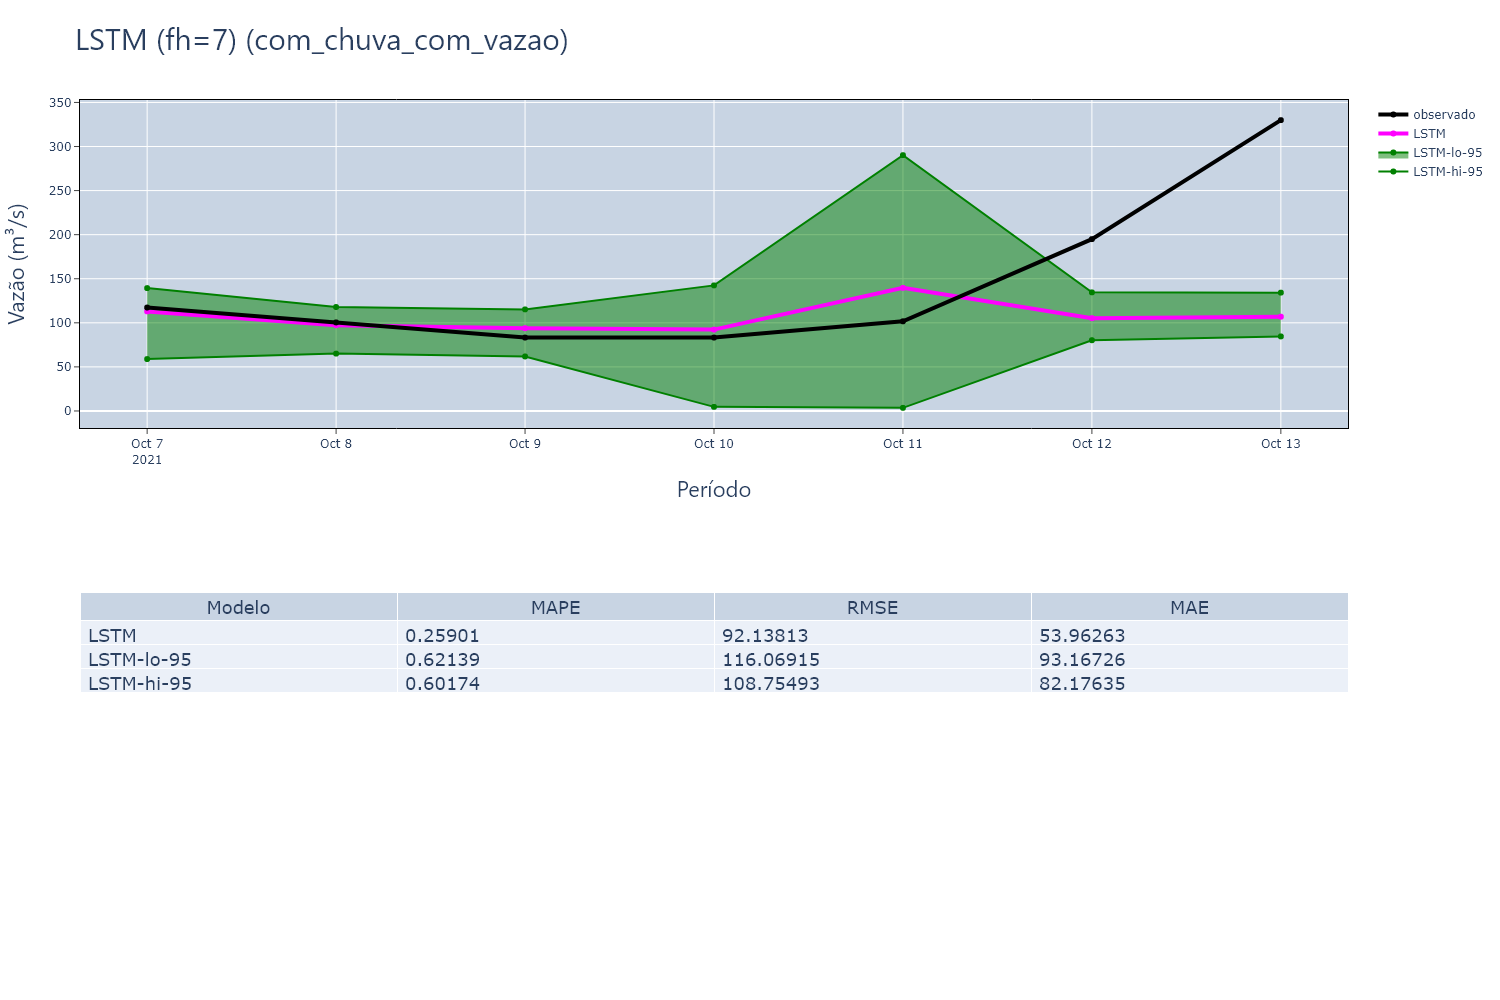 LSTM (fh=7) (com_chuva_com_vazao)
350
300
250
200
150
100
50
0
Vazão (m³/s)
Oct 7
2021
Oct 8
Oct 9
Oct 10
Oct 11
Oct 12
Oct 13
Período
observado
LSTM
LSTM-lo-95
LSTM-hi-95
Modelo MAPE RMSE MAE
LSTM 0.25901 92.13813 53.96263
LSTM-lo-95 0.62139 116.06915 93.16726
LSTM-hi-95 0.60174 108.75493 82.17635